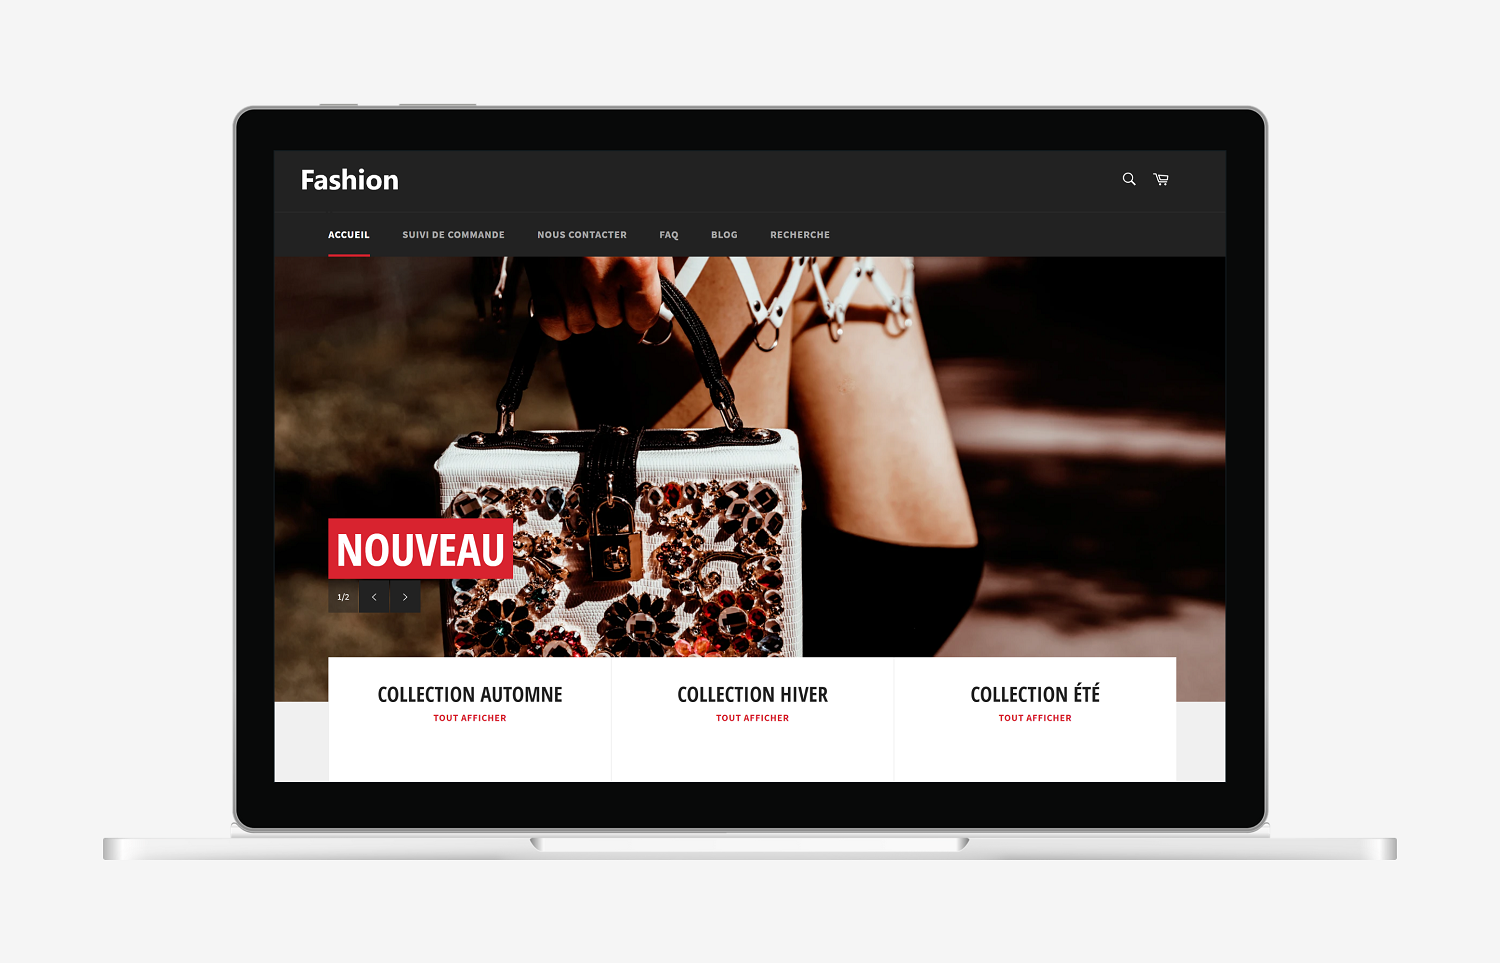 Fashion
ACCUEIL SUIVI DE COMMANDE NOUS CONTACTER FAQ BLOG RECHERCHE
NOUVEAU
1/2
COLLECTION AUTOMNE
TOUT AFFICHER
COLLECTION HIVER
TOUT AFFICHER
COLLECTION ÉTÉ
TOUT AFFICHER